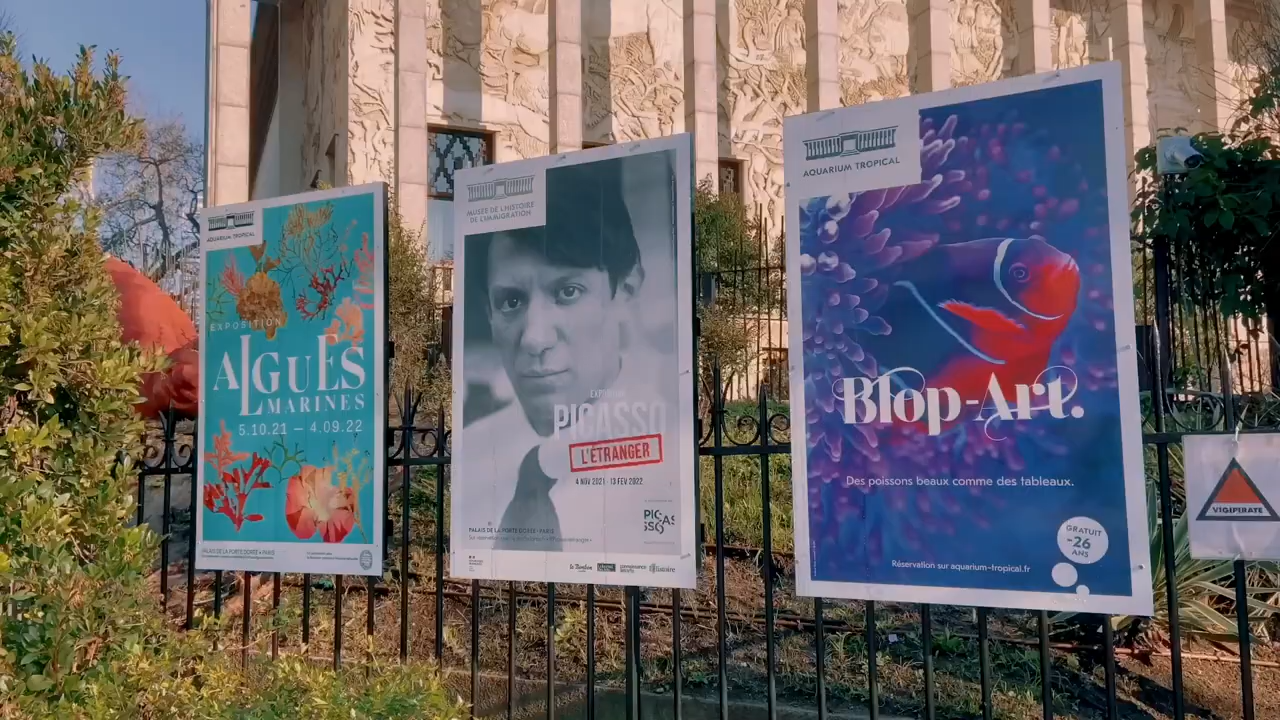 AQUARIUM TROPICAL
EXPOSITION
ALGUES
MARINES
5.10.21 — 4.09.22
PALAIS DE LA PORTE DORÉE • PARIS
MUSÉE DE L'HISTOIRE
DE L'IMMIGRATION
PICASSO
L'ÉTRANGER
4 NOV 2021 - 13 FEV 2022
PALAIS DE LA PORTE DORÉE - PARIS
AQUARIUM TROPICAL
Blop-Art.
Des poissons beaux comme des tableaux.
GRATUIT
-26
ANS
Réservation sur aquarium-tropical.fr
VIGIPIRATE